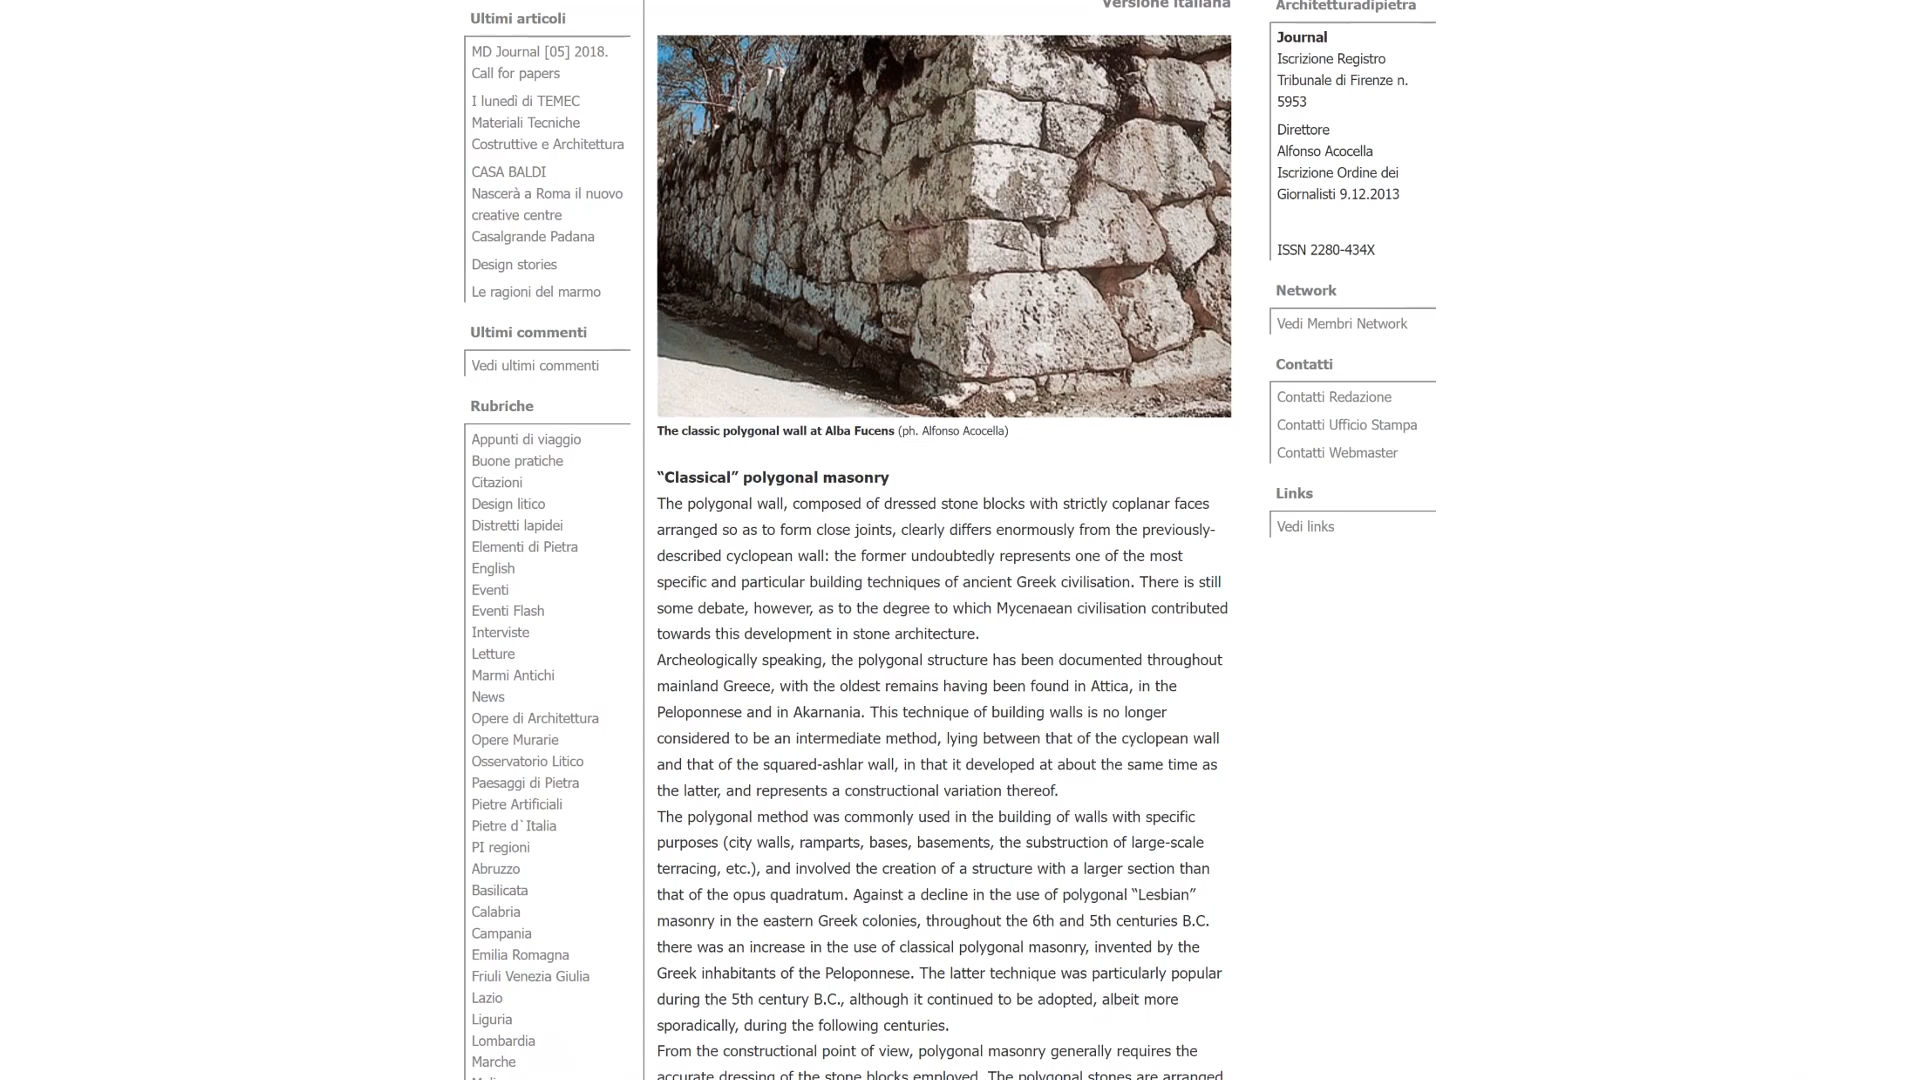 Ultimi articoli
MD Journal [05] 2018.
Call for papers
I lunedì di TEMEC
Materiali Tecniche
Costruttive e Architettura
CASA BALDI
Nascerà a Roma il nuovo
creative centre
Casalgrande Padana
Design stories
Le ragioni del marmo
Ultimi commenti
Vedi ultimi commenti
Rubriche
Appunti di viaggio
Buone pratiche
Citazioni
Design litico
Distretti lapidei
Elementi di Pietra
English
Eventi
Eventi Flash
Interviste
Letture
Marmi Antichi
News
Opere di Architettura
Opere Murarie
Osservatorio Litico
Paesaggi di Pietra
Pietre Artificiali
Pietre d`Italia
PI regioni
Abruzzo
Basilicata
Calabria
Campania
Emilia Romagna
Friuli Venezia Giulia
Lazio
Liguria
Lombardia
Marche
Versione italiana
The classic polygonal wall at Alba Fucens (ph. Alfonso Acocella)
“Classical” polygonal masonry
The polygonal wall, composed of dressed stone blocks with strictly coplanar faces
arranged so as to form close joints, clearly differs enormously from the previously-
described cyclopean wall: the former undoubtedly represents one of the most
specific and particular building techniques of ancient Greek civilisation. There is still
some debate, however, as to the degree to which Mycenaean civilisation contributed
towards this development in stone architecture.
Archeologically speaking, the polygonal structure has been documented throughout
mainland Greece, with the oldest remains having been found in Attica, in the
Peloponnese and in Akarnania. This technique of building walls is no longer
considered to be an intermediate method, lying between that of the cyclopean wall
and that of the squared-ashlar wall, in that it developed at about the same time as
the latter, and represents a constructional variation thereof.
The polygonal method was commonly used in the building of walls with specific
purposes (city walls, ramparts, bases, basements, the substruction of large-scale
terracing, etc.), and involved the creation of a structure with a larger section than
that of the opus quadratum. Against a decline in the use of polygonal “Lesbian”
masonry in the eastern Greek colonies, throughout the 6th and 5th centuries B.C.
there was an increase in the use of classical polygonal masonry, invented by the
Greek inhabitants of the Peloponnese. The latter technique was particularly popular
during the 5th century B.C., although it continued to be adopted, albeit more
sporadically, during the following centuries.
From the constructional point of view, polygonal masonry generally requires the
accurate dressing of the stone blocks employed. The polygonal stones are arranged
Architetturadipietra
Journal
Iscrizione Registro
Tribunale di Firenze n.
5953
Direttore
Alfonso Acocella
Iscrizione Ordine dei
Giornalisti 9.12.2013
ISSN 2280-434X
Network
Vedi Membri Network
Contatti
Contatti Redazione
Contatti Ufficio Stampa
Contatti Webmaster
Links
Vedi links